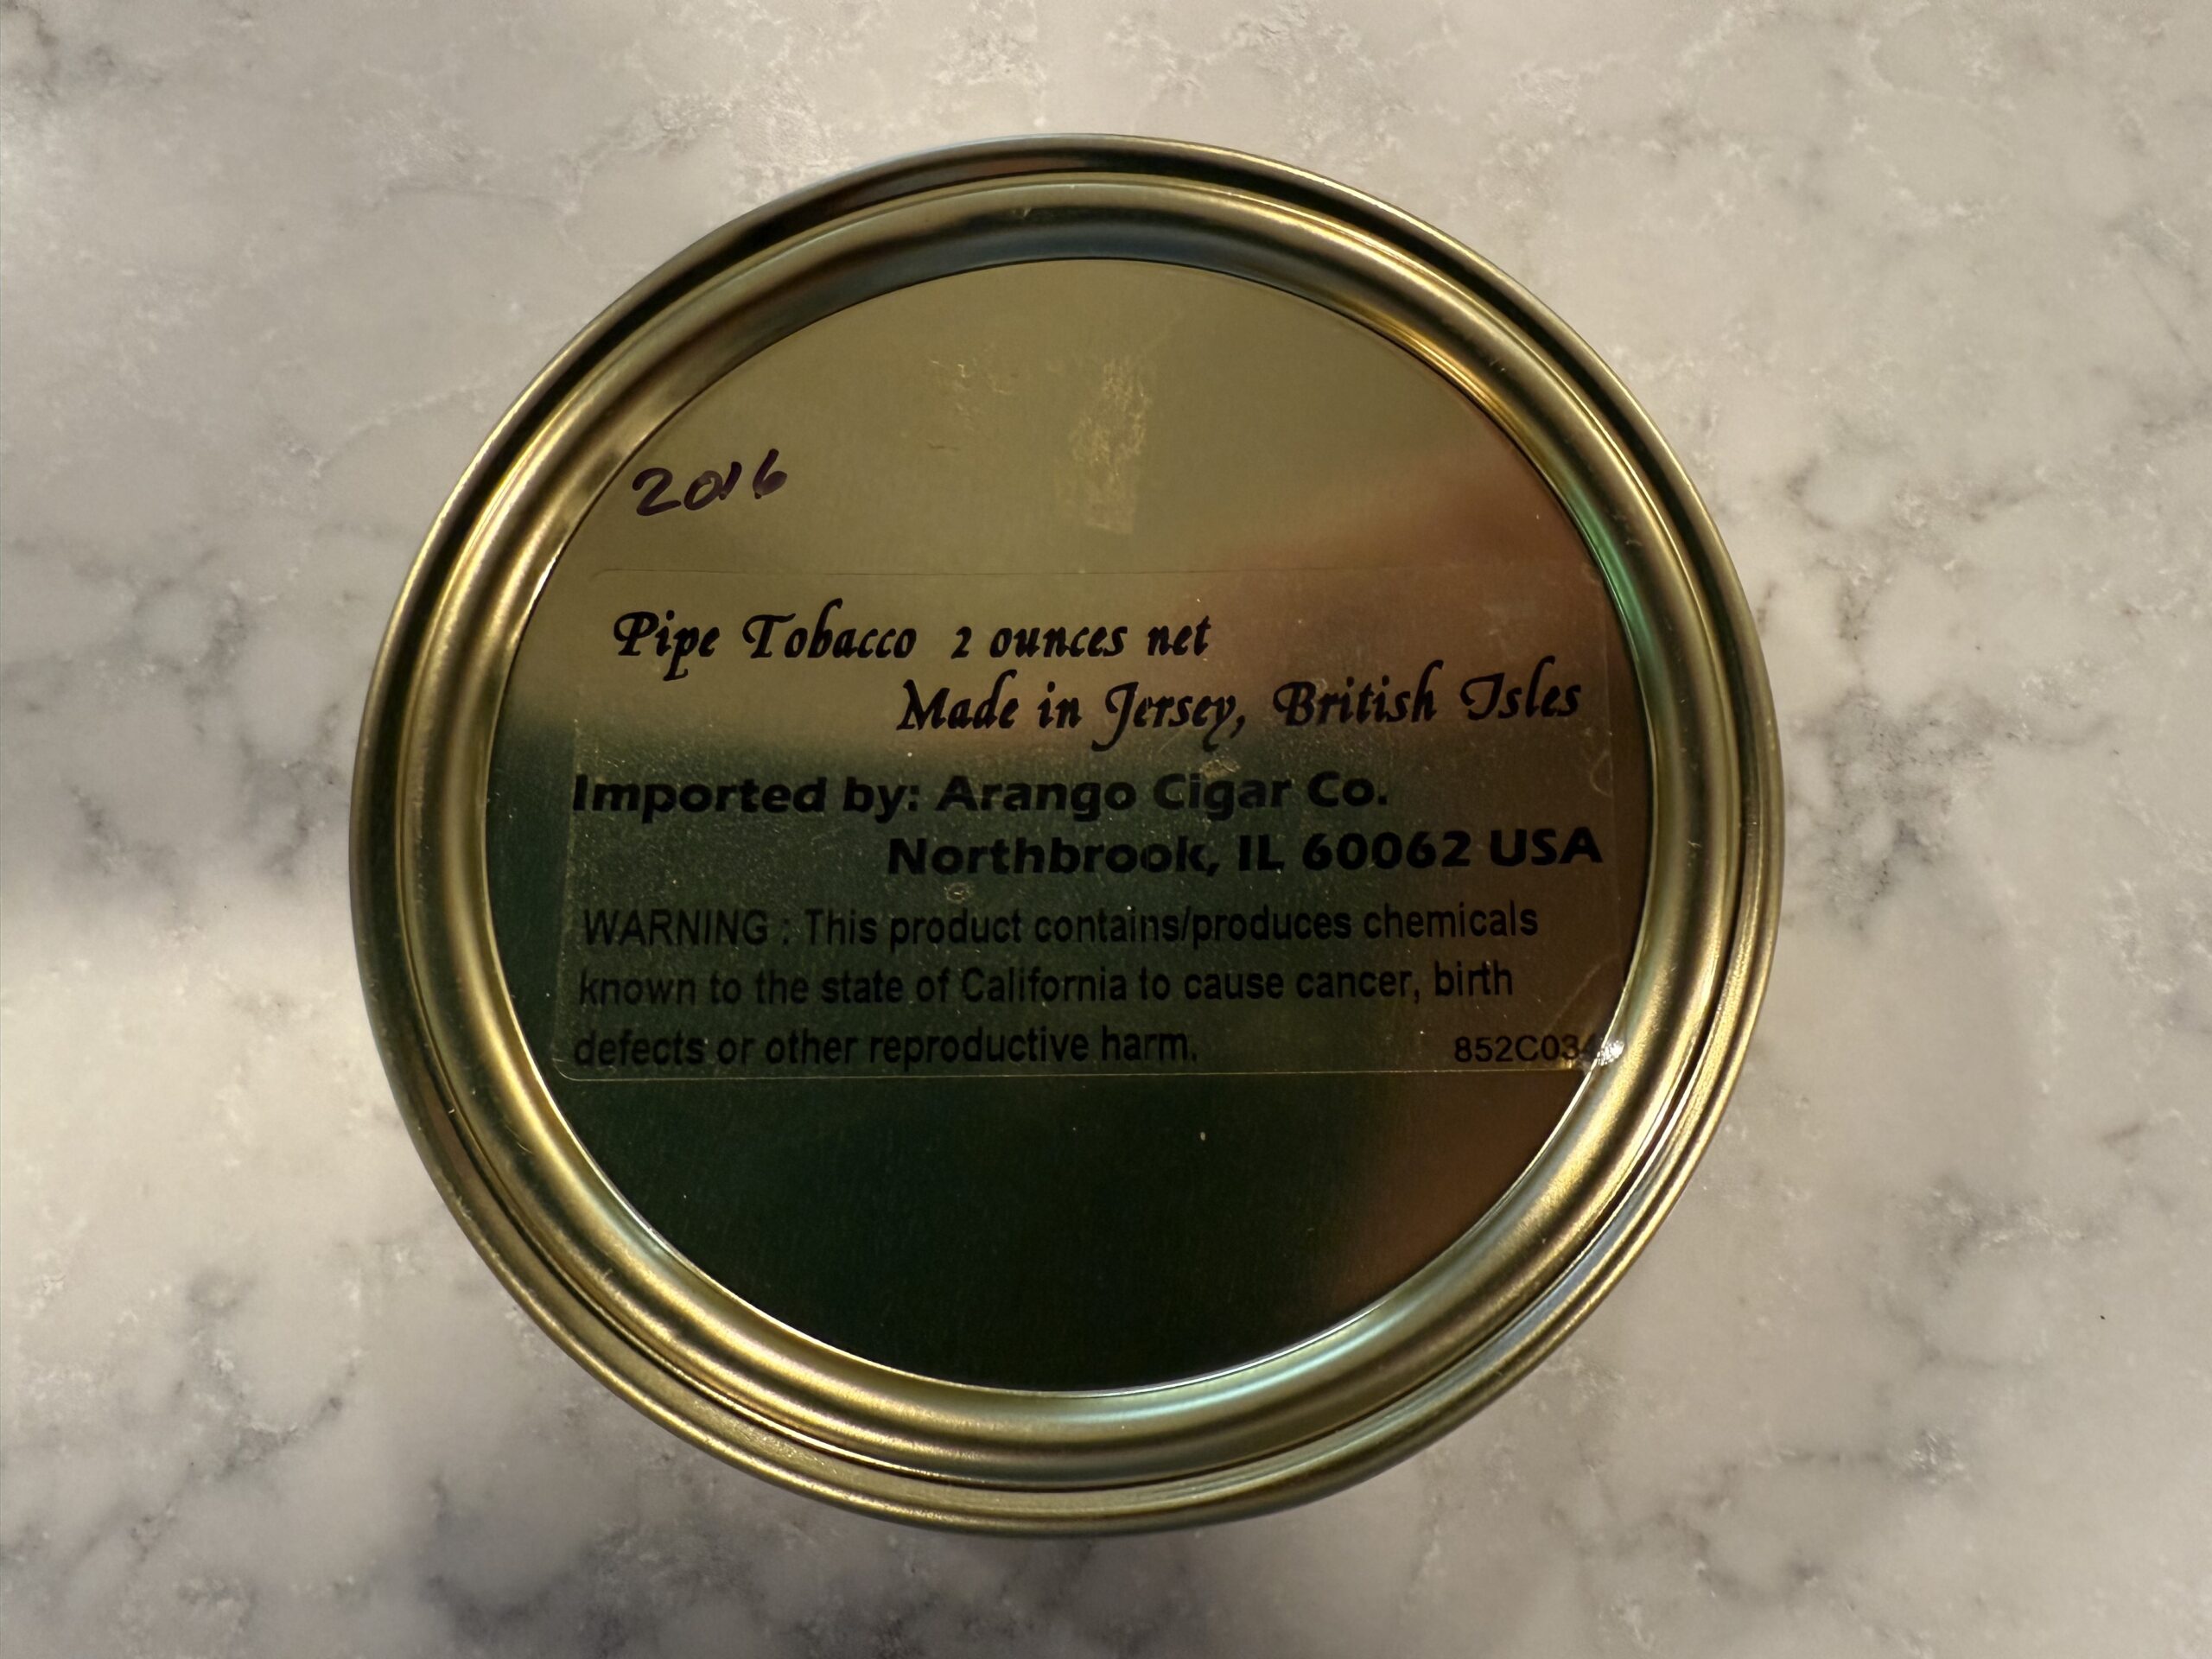 2016
Pipe Tobacco 2 ounces net
Made in Jersey, British Isles
Imported by: Arango Cigar Co.
Northbrook, IL 60062 USA
WARNING : This product contains/produces chemicals
known to the state of California to cause cancer, birth
defects or other reproductive harm.